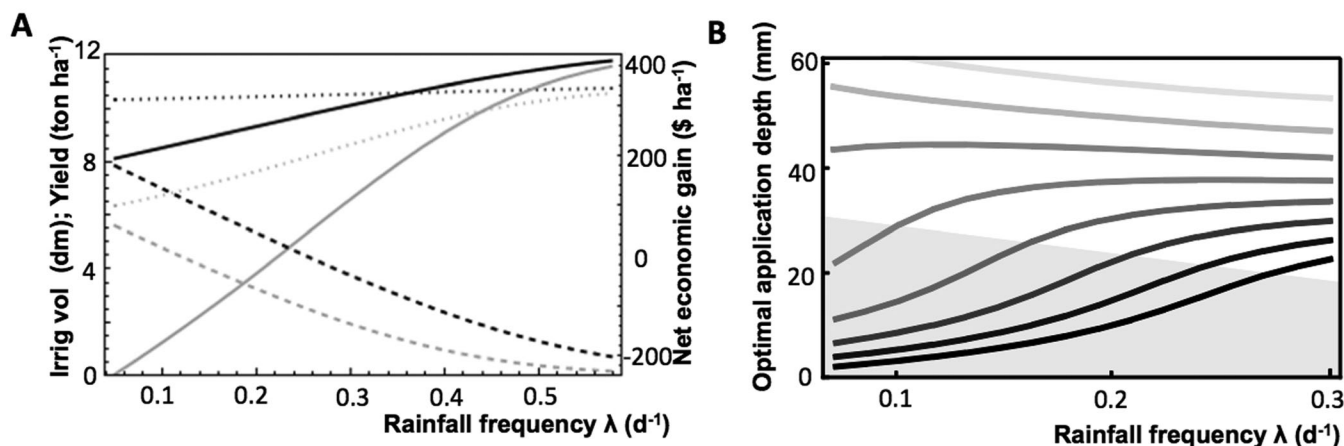 A
Irrig vol (dm); Yield (ton ha⁻¹)
12
8
4
0
0.1 0.2 0.3 0.4 0.5
Rainfall frequency λ (d⁻¹)
400
200
0
-200
Net economic gain ($ ha⁻¹)
B
Optimal application depth (mm)
60
40
20
0
0.1 0.2 0.3
Rainfall frequency λ (d⁻¹)